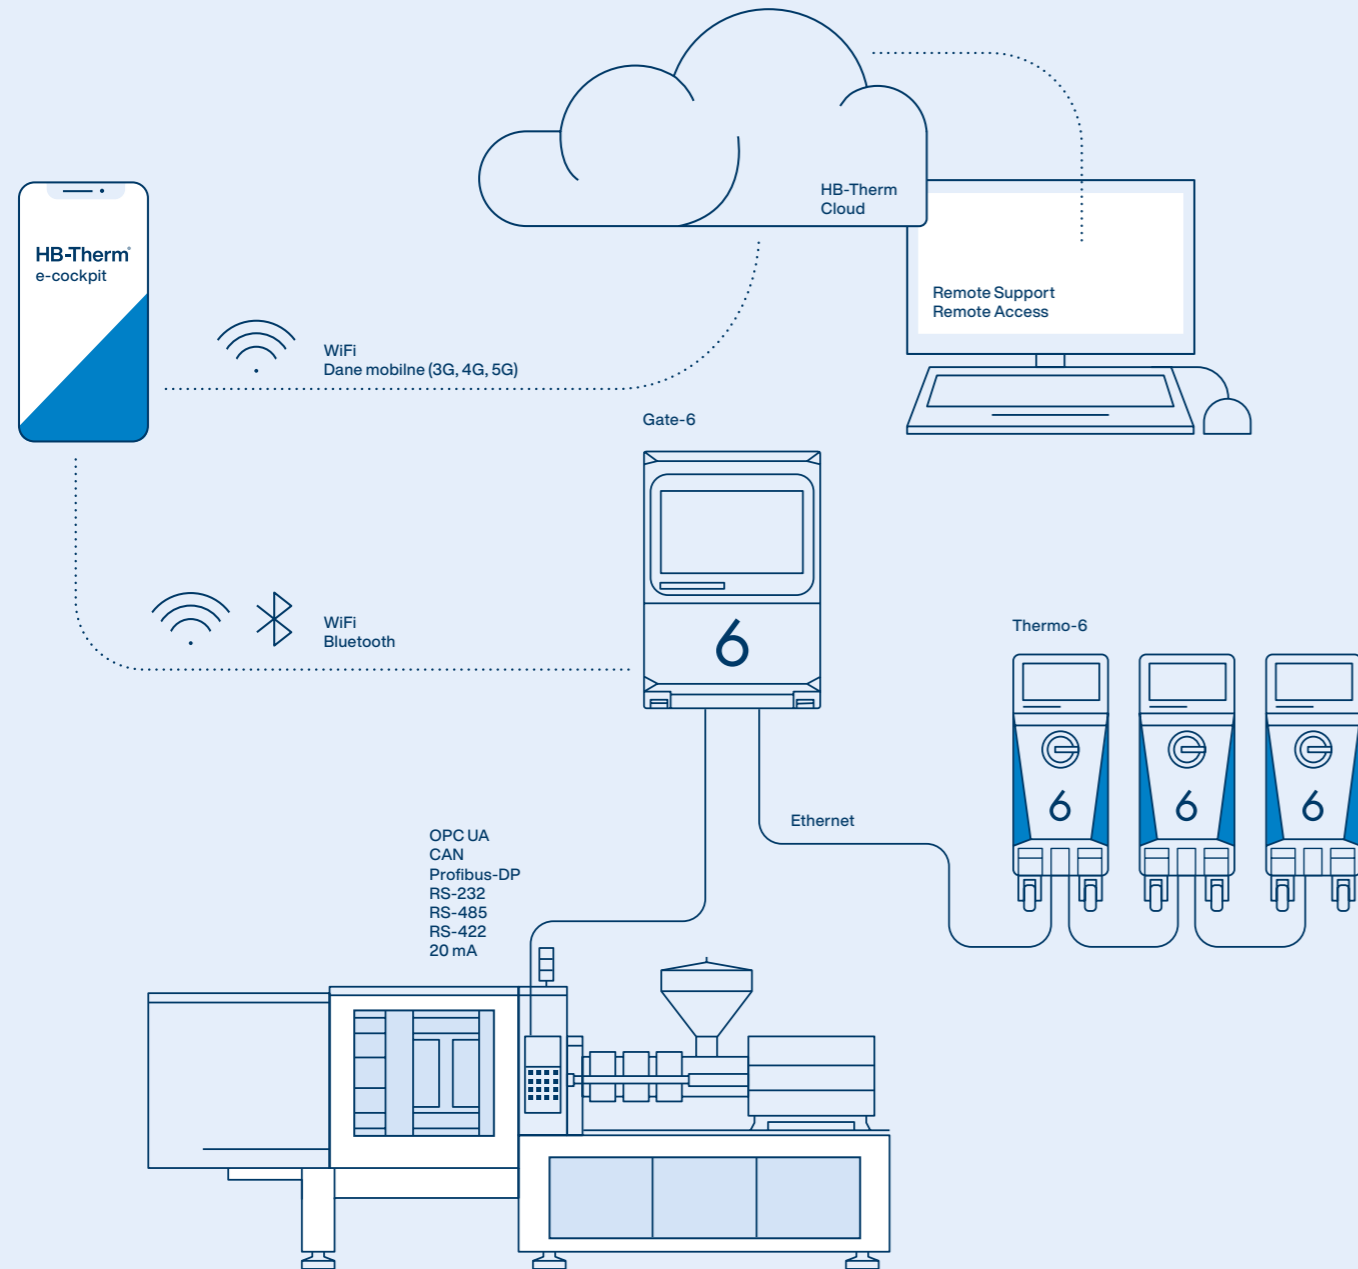 HB-Therm
Cloud
HB-Therm®
e-cockpit
Remote Support
Remote Access
WiFi
Dane mobilne (3G, 4G, 5G)
Gate-6
6
WiFi
Bluetooth
Thermo-6
6
6
6
Ethernet
OPC UA
CAN
Profibus-DP
RS-232
RS-485
RS-422
20 mA